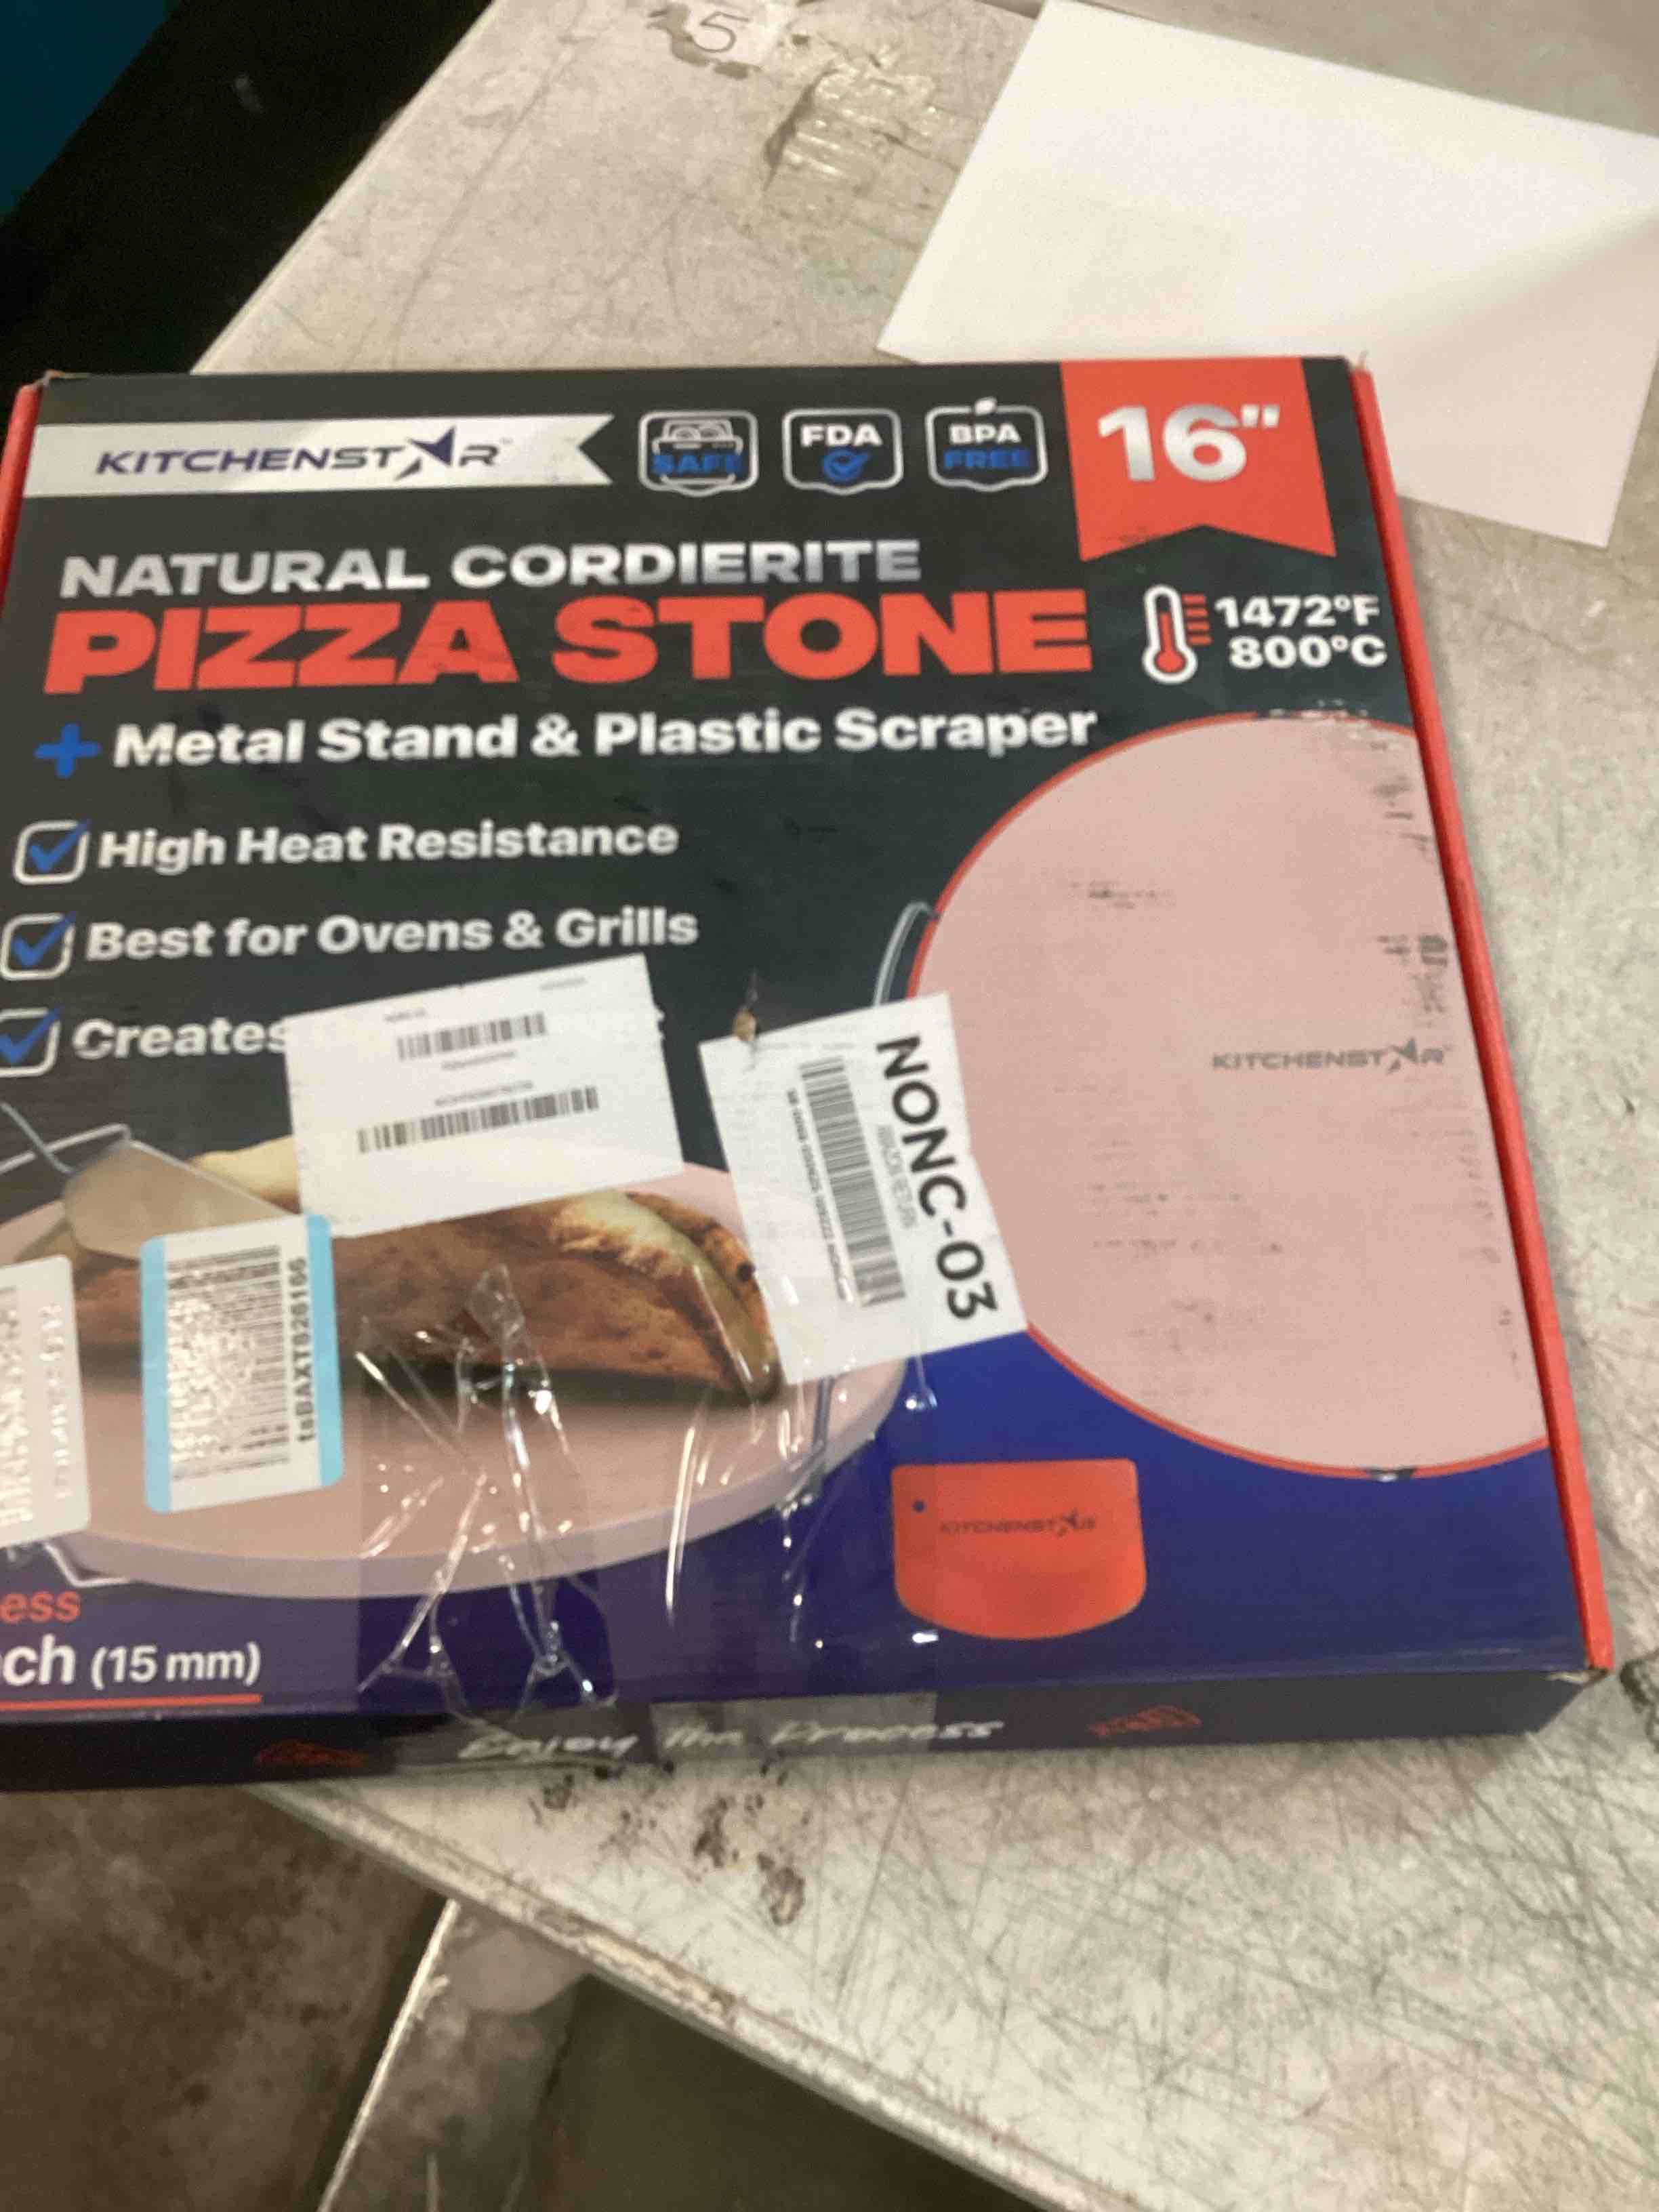 5
KITCHENSTAR
SAFE
FDA
BPA
FREE
16"
NATURAL CORDIERITE
PIZZA STONE
1472°F
800°C
+ Metal Stand & Plastic Scraper
High Heat Resistance
Best for Ovens & Grills
Creates
KITCHENSTAR
NONC-03
KITCHENSTAR
ess
ch (15 mm)
Enjoy The Process